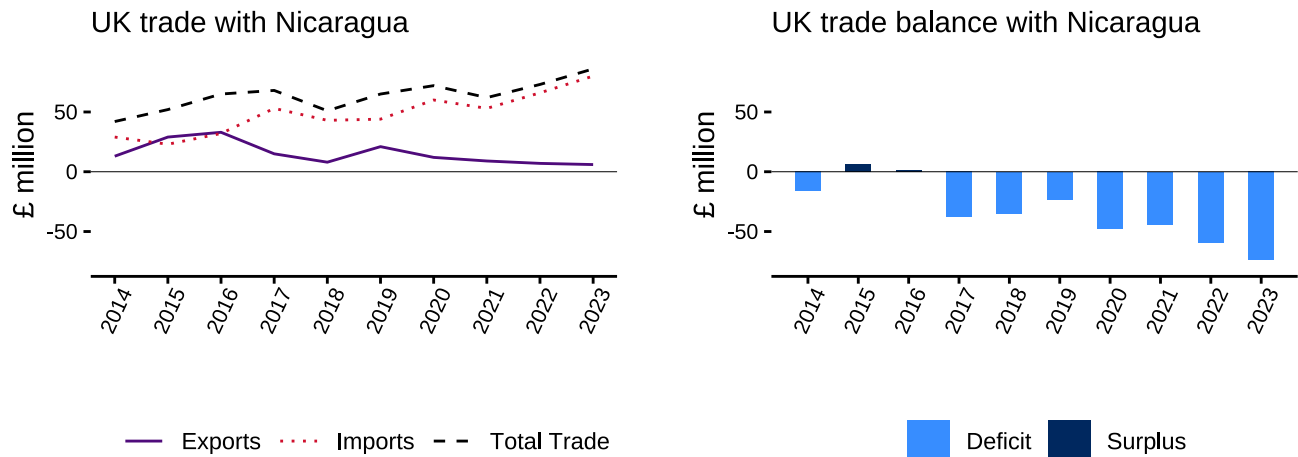 UK trade with Nicaragua
£ million
50
0
-50
2014
2015
2016
2017
2018
2019
2020
2021
2022
2023
Exports
Imports
Total Trade
UK trade balance with Nicaragua
£ million
50
0
-50
2014
2015
2016
2017
2018
2019
2020
2021
2022
2023
Deficit
Surplus